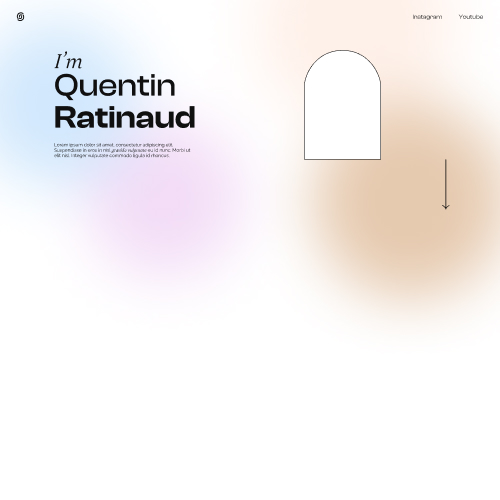 Instagram Youtube
I'm
Quentin
Ratinaud
Lorem ipsum dolor sit amet, consectetur adipiscing elit.
Suspendisse in eros in nisi gravida vulputate eu id nunc. Morbi ut
elit nisl. Integer vulputate commodo ligula id rhoncus.